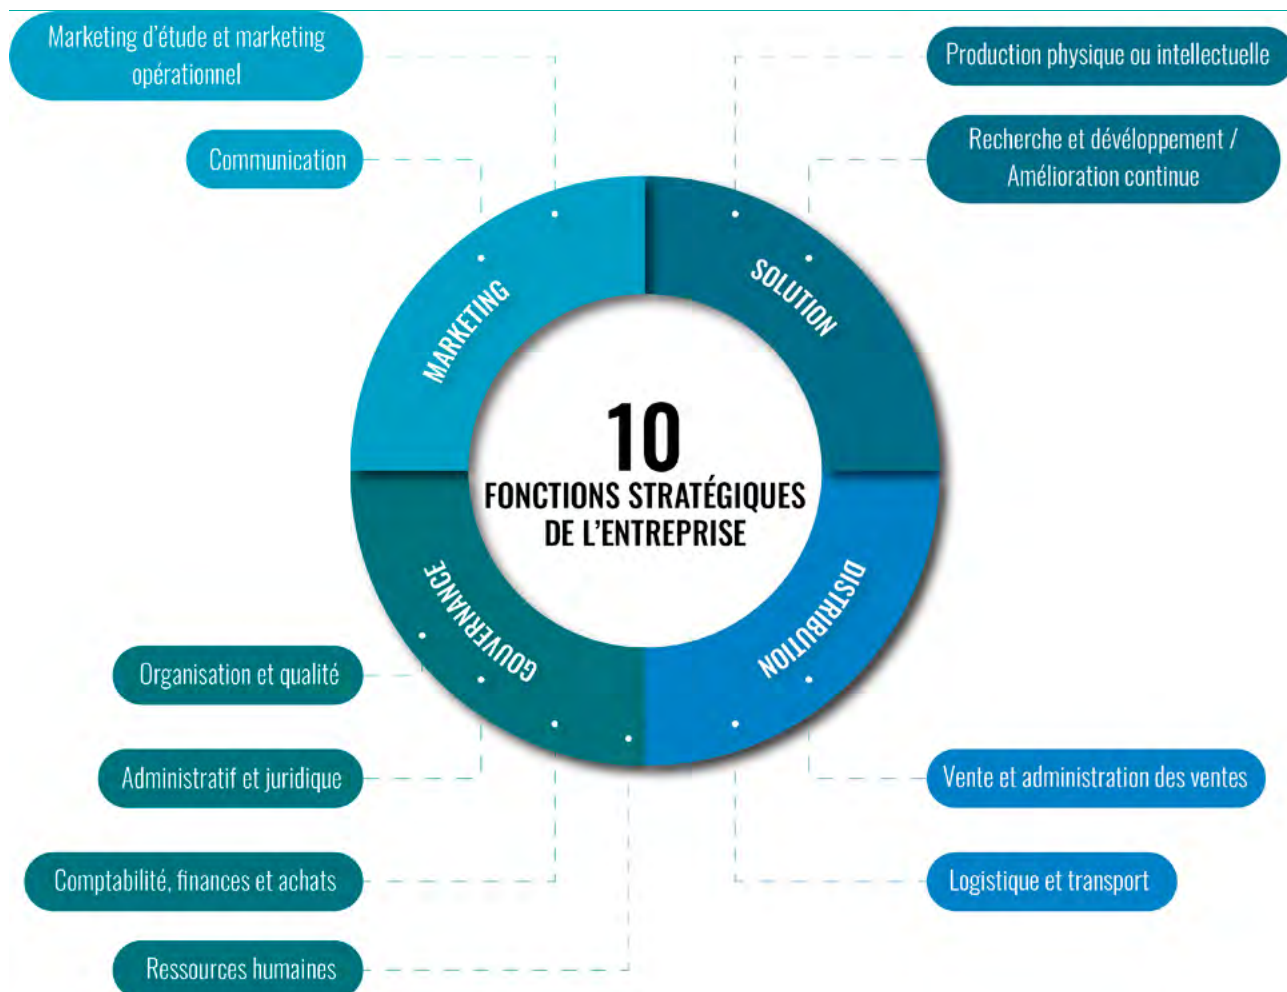 Marketing d'étude et marketing
opérationnel
Communication
Production physique ou intellectuelle
Recherche et dévéloppement /
Amélioration continue
MARKETING
SOLUTION
10
FONCTIONS STRATÉGIQUES
DE L'ENTREPRISE
GOUVERNANCE
DISTRIBUTION
Organisation et qualité
Administratif et juridique
Comptabilité, finances et achats
Ressources humaines
Vente et administration des ventes
Logistique et transport